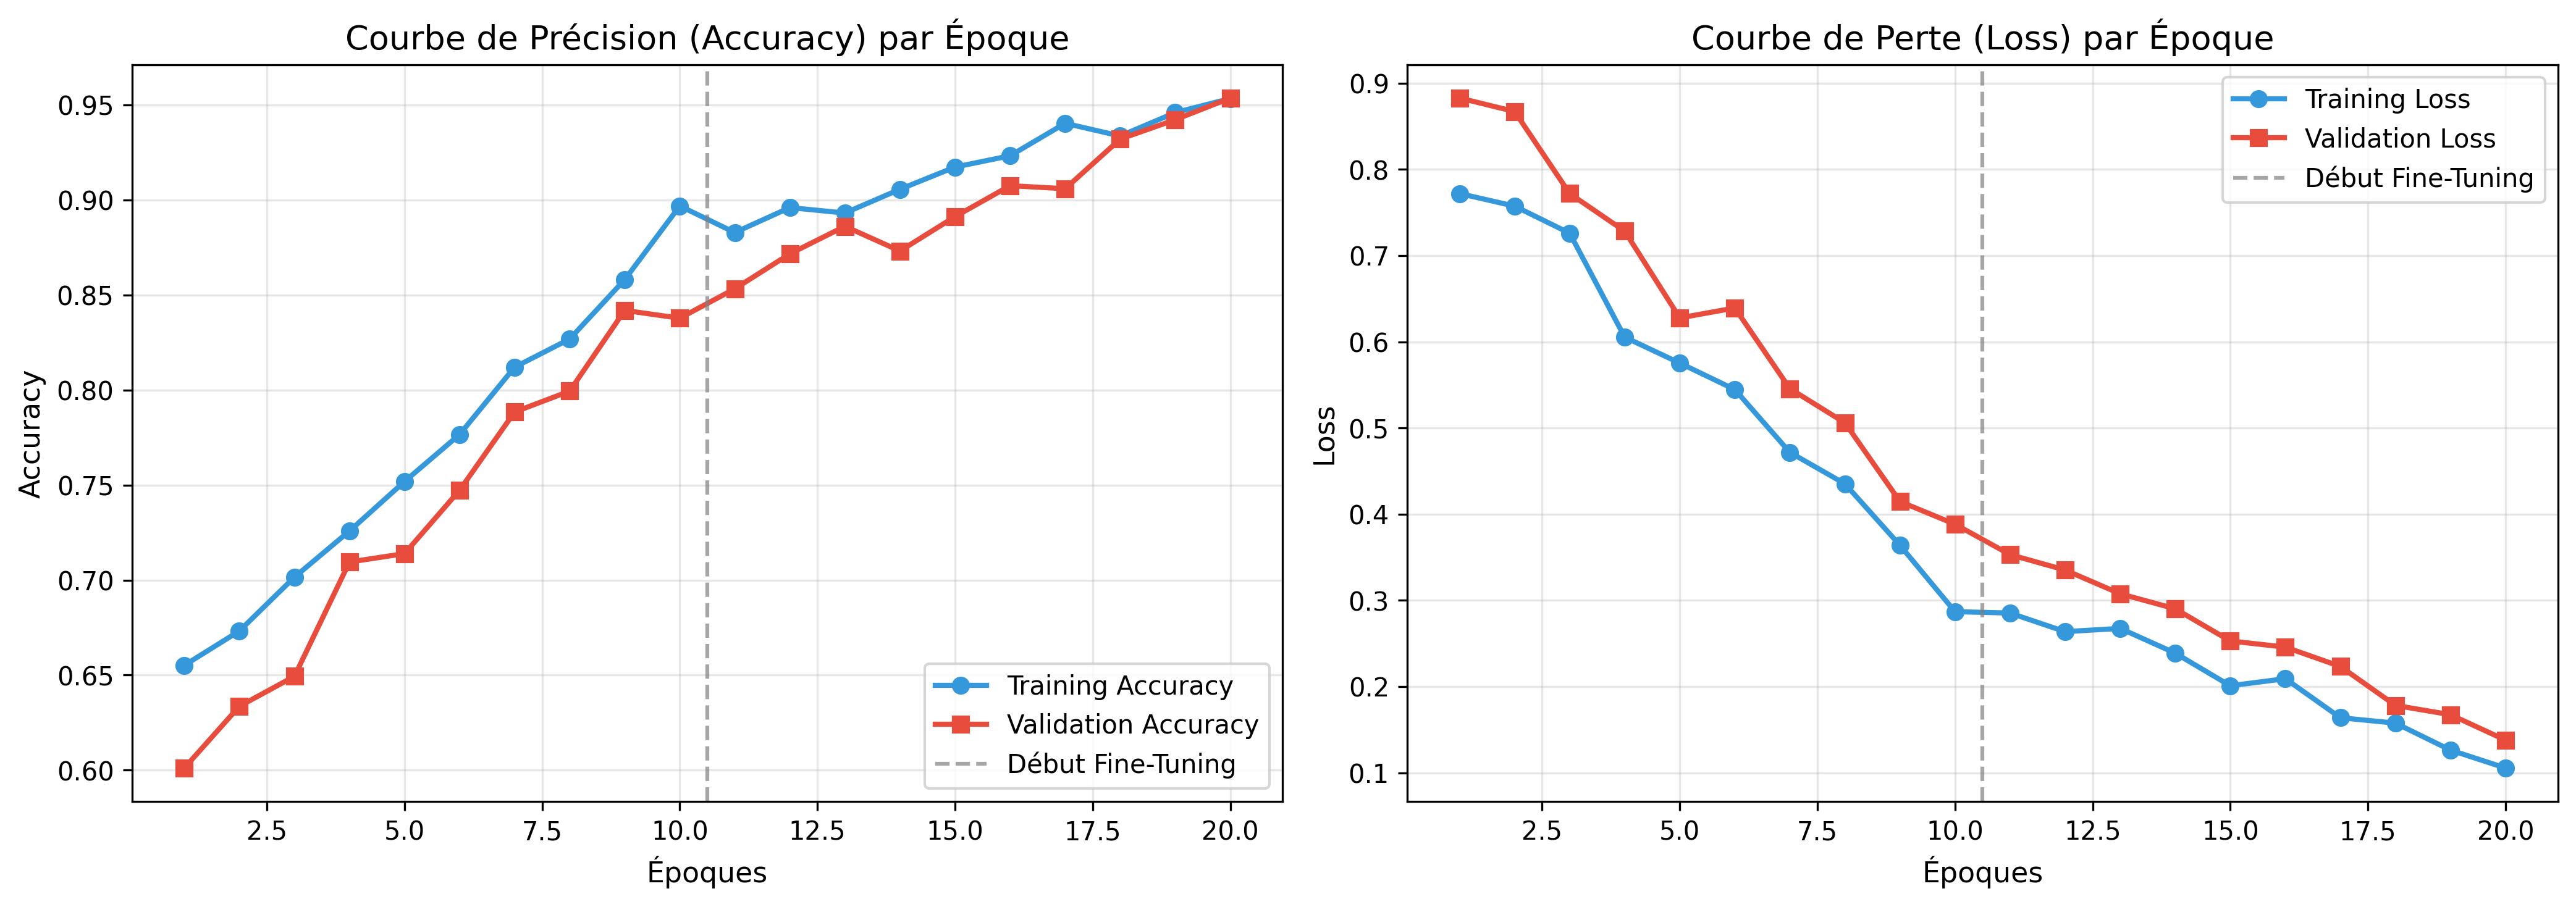 Courbe de Précision (Accuracy) par Époque
Accuracy
0.95
0.90
0.85
0.80
0.75
0.70
0.65
0.60
Training Accuracy
Validation Accuracy
Début Fine-Tuning
2.5 5.0 7.5 10.0 12.5 15.0 17.5 20.0
Époques
Courbe de Perte (Loss) par Époque
Loss
0.9
0.8
0.7
0.6
0.5
0.4
0.3
0.2
0.1
Training Loss
Validation Loss
Début Fine-Tuning
2.5 5.0 7.5 10.0 12.5 15.0 17.5 20.0
Époques